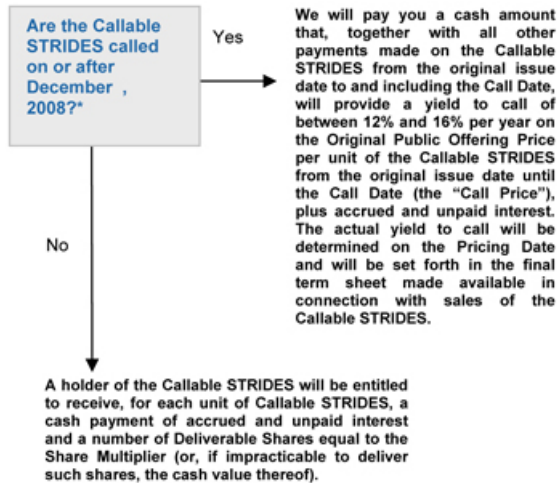 Are the Callable
STRIDES called
on or after
December  ,
2008?*
Yes
We will pay you a cash amount
that, together with all other
payments made on the Callable
STRIDES from the original issue
date to and including the Call Date,
will provide a yield to call of
between 12% and 16% per year on
the Original Public Offering Price
per unit of the Callable STRIDES
from the original issue date until
the Call Date (the “Call Price”),
plus accrued and unpaid interest.
The actual yield to call will be
determined on the Pricing Date
and will be set forth in the final
term sheet made available in
connection with sales of the
Callable STRIDES.
No
A holder of the Callable STRIDES will be entitled
to receive, for each unit of Callable STRIDES, a
cash payment of accrued and unpaid interest
and a number of Deliverable Shares equal to the
Share Multiplier (or, if impracticable to deliver
such shares, the cash value thereof).